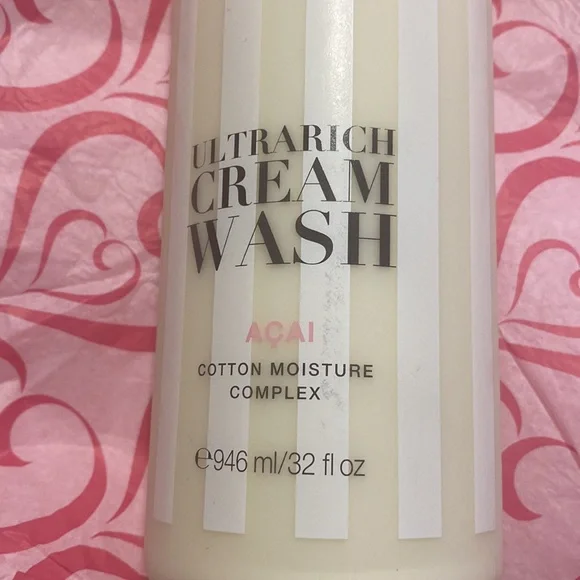 ULTRARICH
CREAM
WASH
AÇAI
COTTON MOISTURE
COMPLEX
℮946 ml/32 fl oz